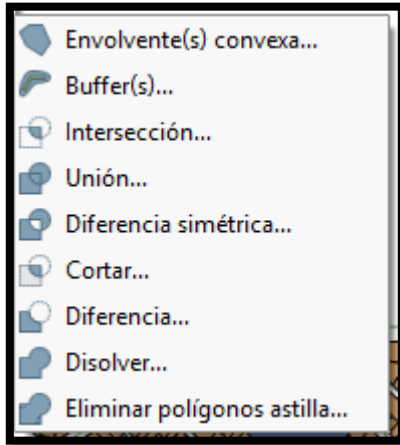 Envolvente(s) convexa...
Buffer(s)...
Intersección...
Unión...
Diferencia simétrica...
Cortar...
Diferencia...
Disolver...
Eliminar polígonos astilla...